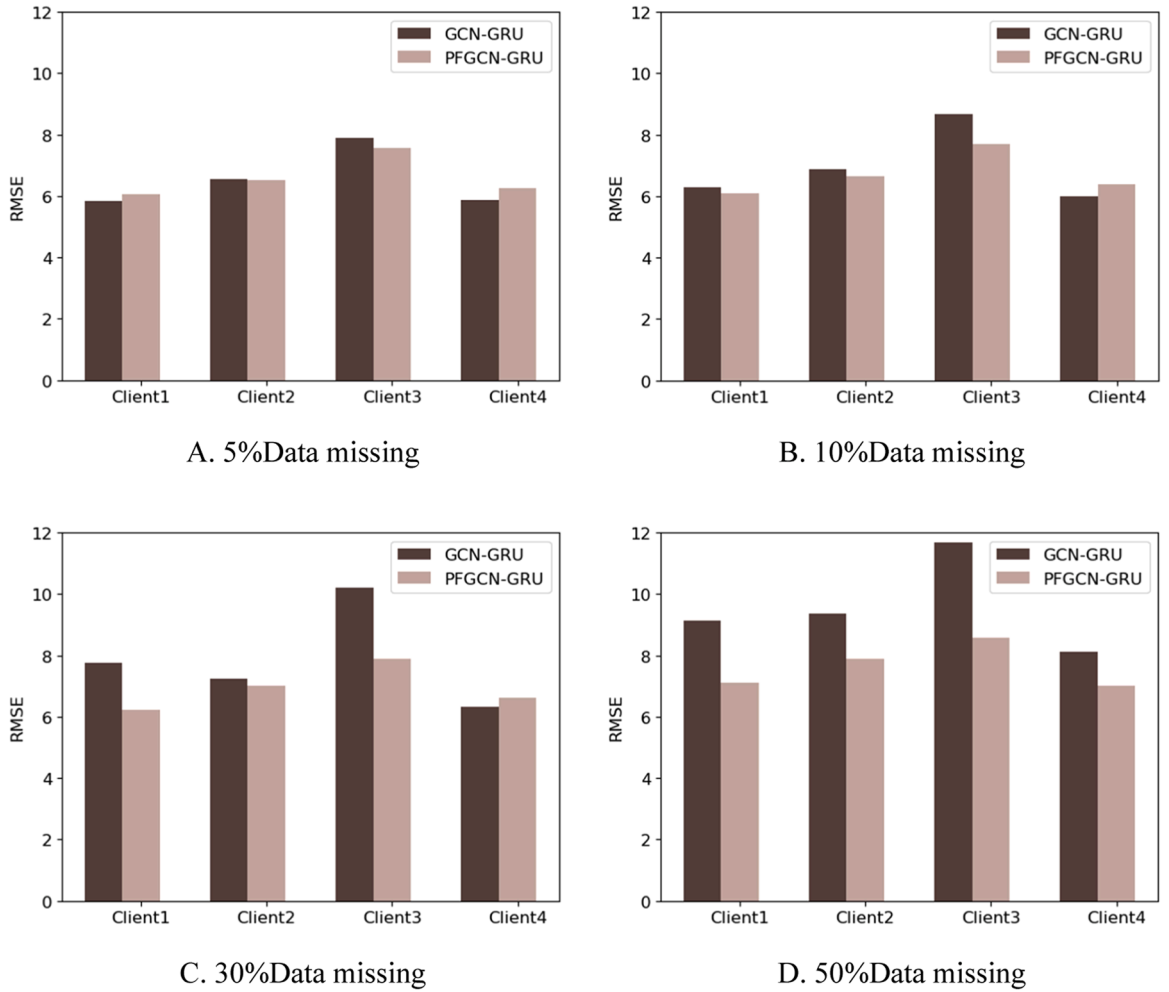 12
10
8
6
4
2
0
RMSE
GCN-GRU
PFGCN-GRU
Client1 Client2 Client3 Client4
A. 5%Data missing
12
10
8
6
4
2
0
RMSE
GCN-GRU
PFGCN-GRU
Client1 Client2 Client3 Client4
B. 10%Data missing
12
10
8
6
4
2
0
RMSE
GCN-GRU
PFGCN-GRU
Client1 Client2 Client3 Client4
C. 30%Data missing
12
10
8
6
4
2
0
RMSE
GCN-GRU
PFGCN-GRU
Client1 Client2 Client3 Client4
D. 50%Data missing